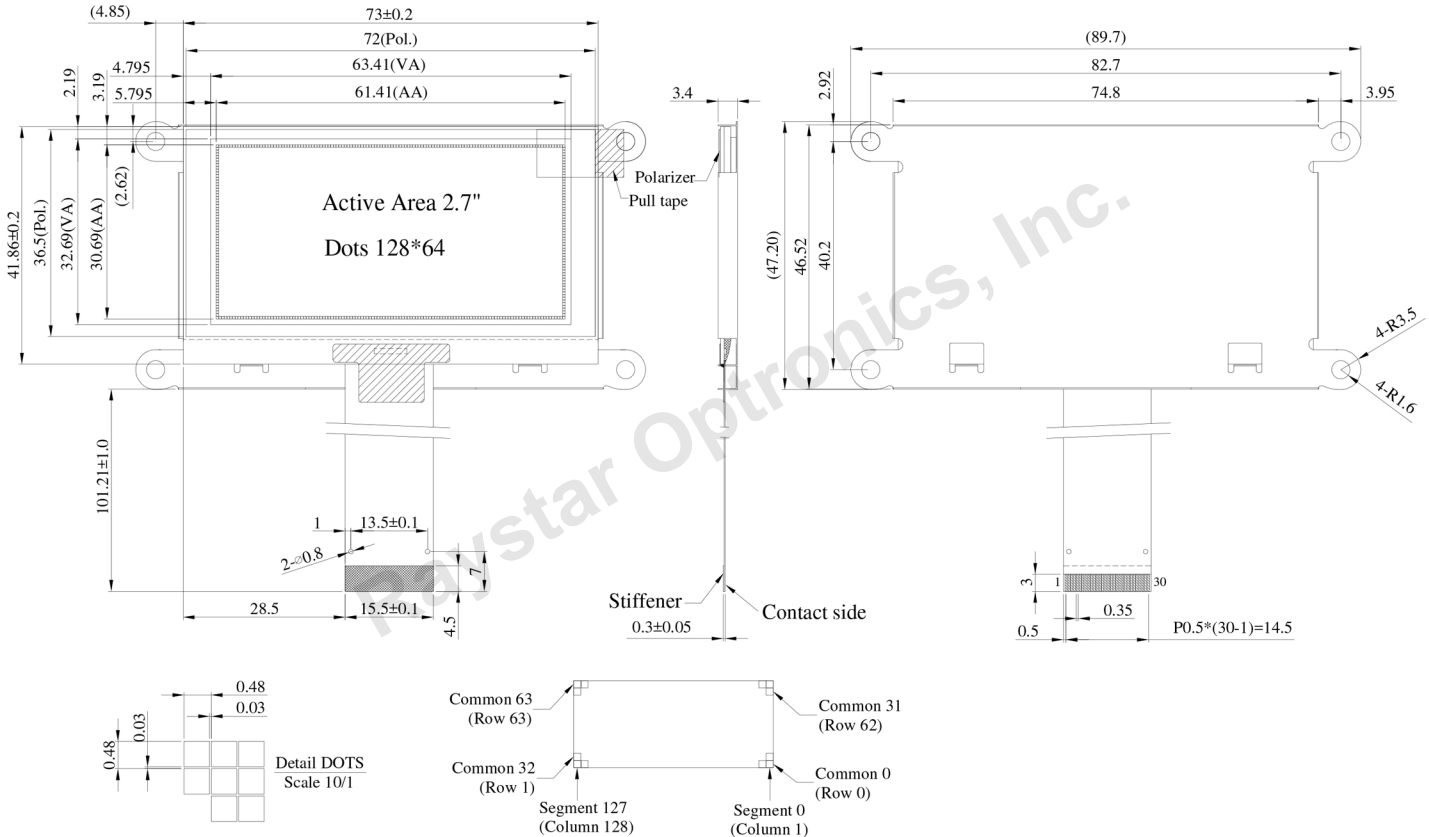 (4.85)
73±0.2
72(Pol.)
4.795
63.41(VA)
5.795
61.41(AA)
2.19
3.19
(2.62)
41.86±0.2
36.5(Pol.)
32.69(VA)
30.69(AA)
Active Area 2.7"
Dots 128*64
101.21±1.0
1
13.5±0.1
2-⌀0.8
7
28.5
15.5±0.1
4.5
3.4
Polarizer
Pull tape
Stiffener
Contact side
0.3±0.05
(89.7)
82.7
74.8
2.92
3.95
(47.20)
46.52
40.2
4-R3.5
4-R1.6
3
1
30
0.35
0.5
P0.5*(30-1)=14.5
Raystar Optronics, Inc.
0.48
0.03
0.03
0.48
Detail DOTS
Scale 10/1
Common 63
(Row 63)
Common 31
(Row 62)
Common 32
(Row 1)
Common 0
(Row 0)
Segment 127
(Column 128)
Segment 0
(Column 1)